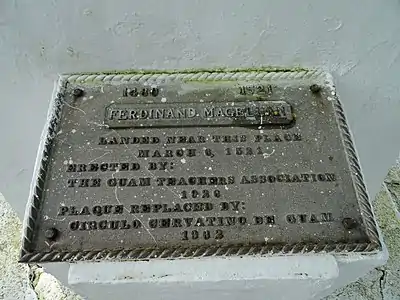 1480 1521
FERDINAND MAGELLAN
LANDED NEAR THIS PLACE
MARCH 6, 1521.
ERECTED BY:
THE GUAM TEACHERS ASSOCIATION
1926
PLAQUE REPLACED BY:
CIRCULO CERVATINO DE GUAM